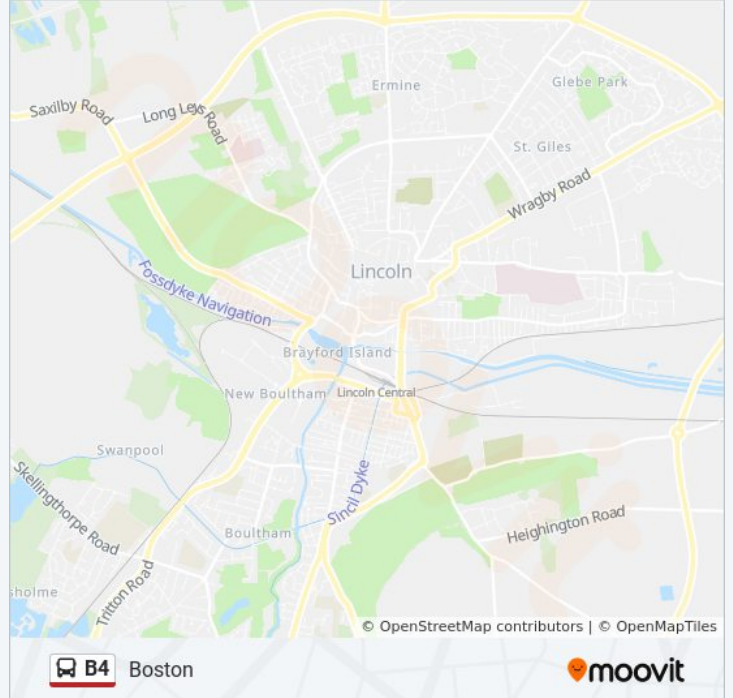 Ermine
Glebe Park
Saxilby Road
Long Leys Road
St. Giles
Wragby Road
Lincoln
Fossdyke Navigation
Brayford Island
New Boultham
Lincoln Central
Swanpool
Sincil Dyke
Skellingthorpe Road
Heighington Road
Boultham
sholme
Tritton Road
© OpenStreetMap contributors | © OpenMapTiles
B4 Boston
moovit